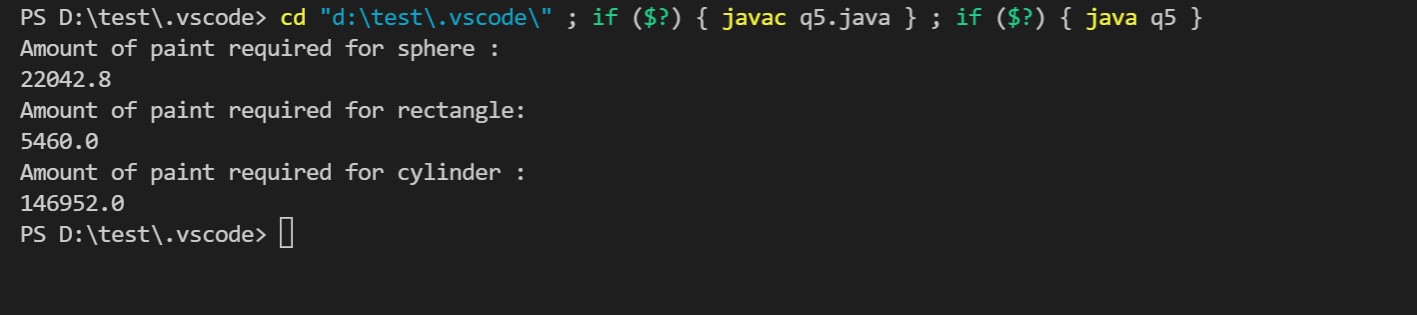 PS D:\test\.vscode> cd "d:\test\.vscode\" ; if ($?) { javac q5.java } ; if ($?) { java q5 }
Amount of paint required for sphere :
22042.8
Amount of paint required for rectangle:
5460.0
Amount of paint required for cylinder :
146952.0
PS D:\test\.vscode>